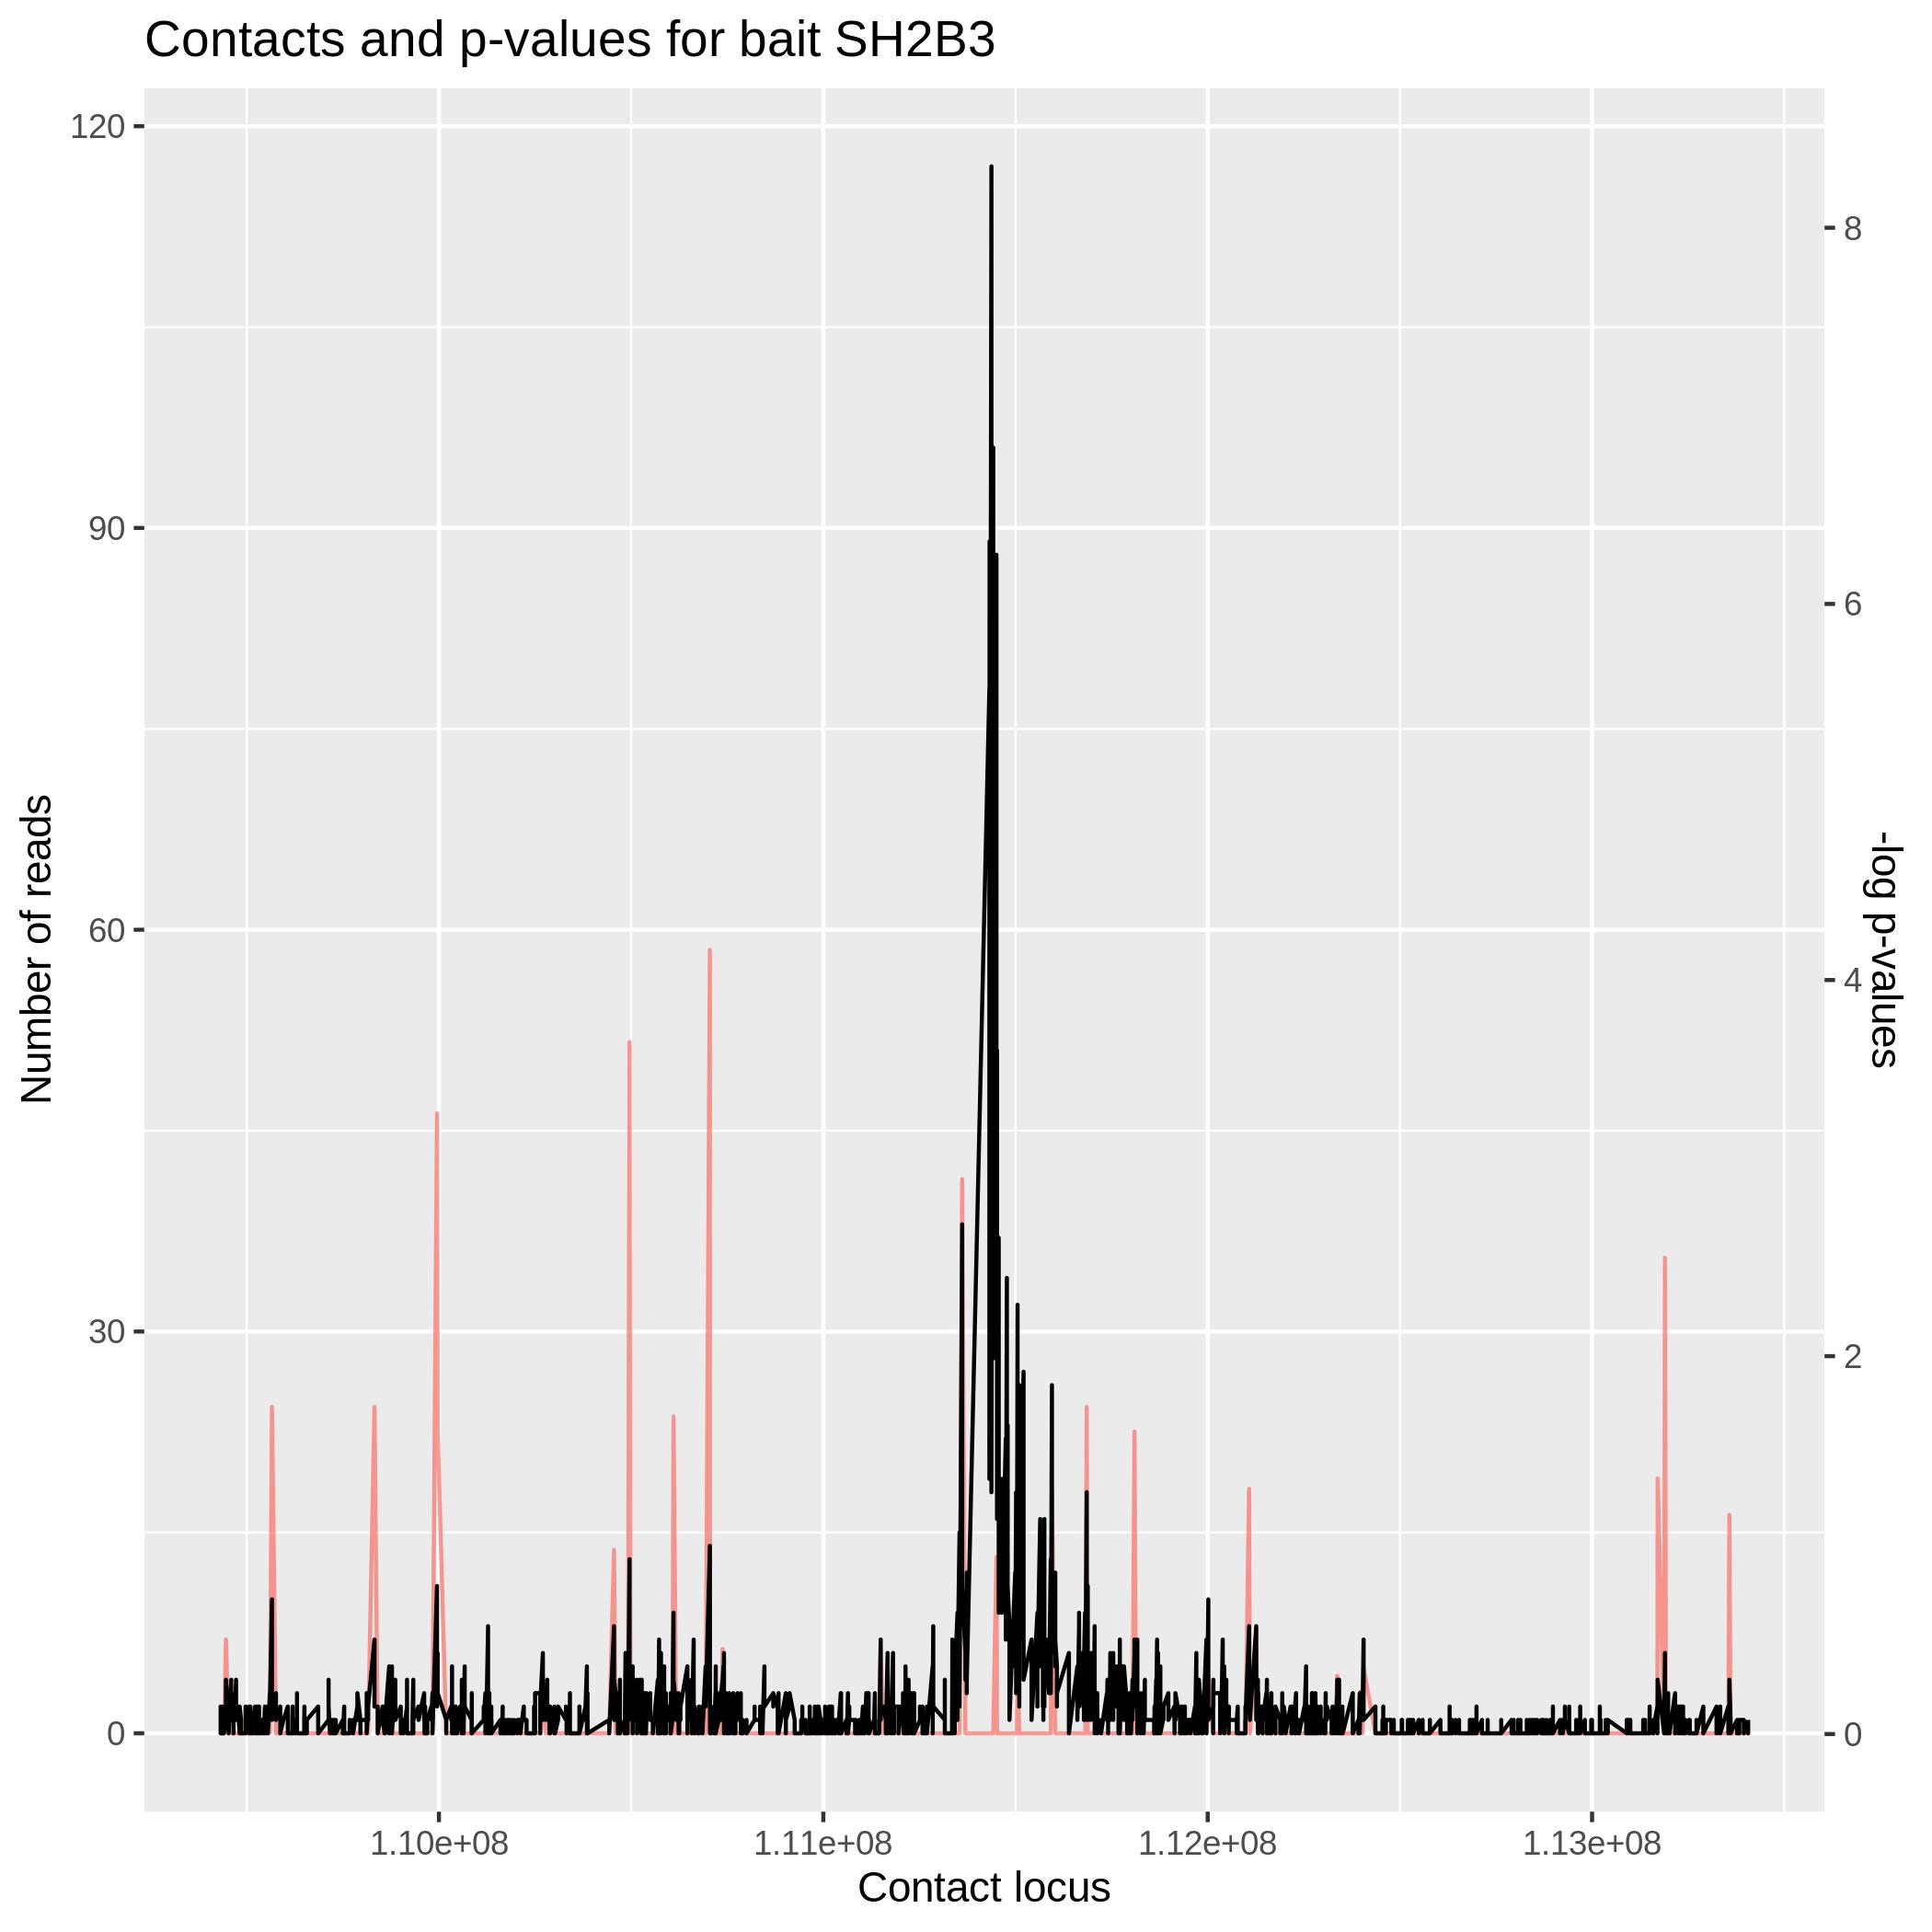 Contacts and p-values for bait SH2B3
120
90
60
30
0
Number of reads
8
6
4
2
0
-log p-values
1.10e+08
1.11e+08
1.12e+08
1.13e+08
Contact locus